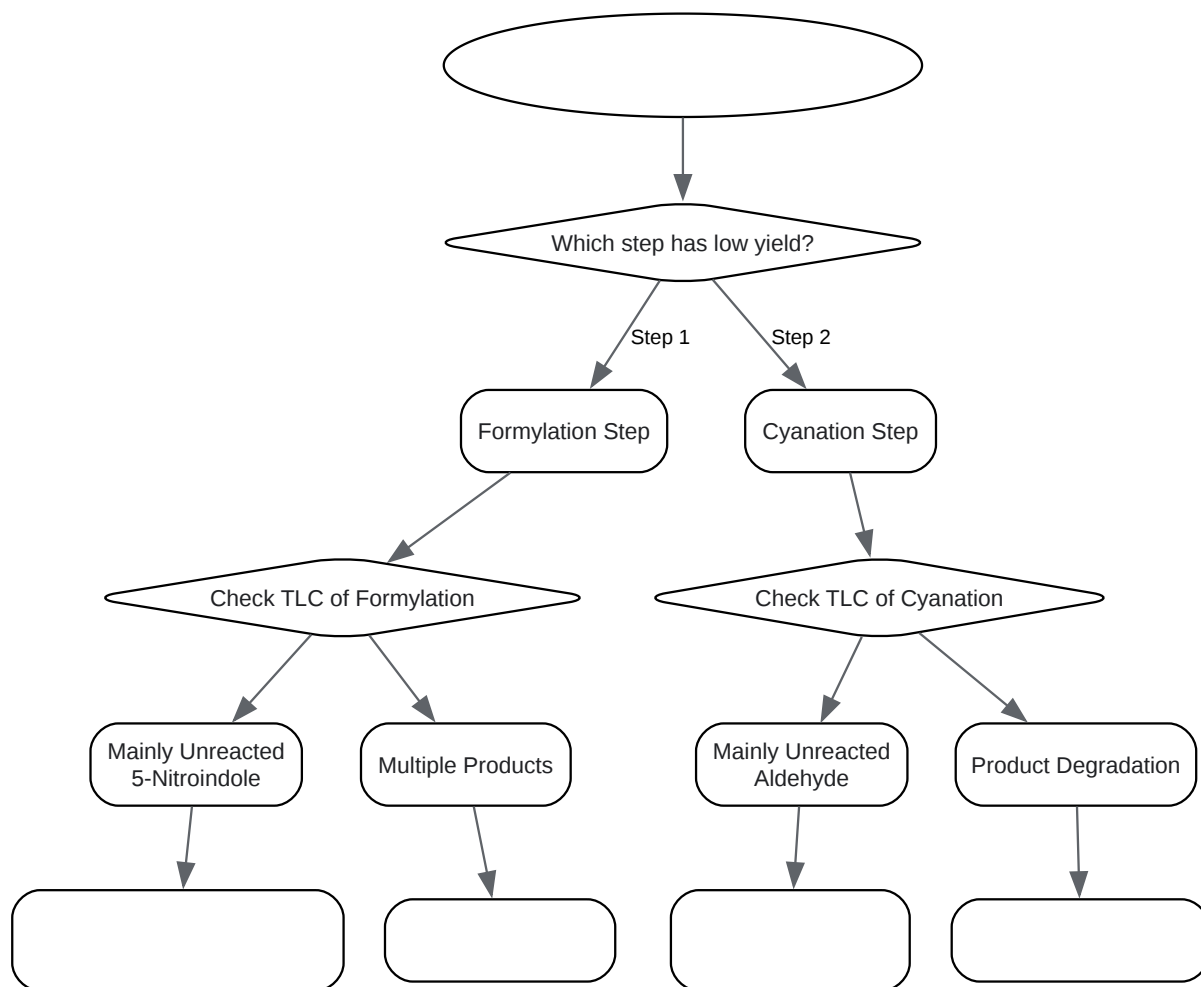 Which step has low yield?
Step 1
Step 2
Formylation Step
Cyanation Step
Check TLC of Formylation
Check TLC of Cyanation
Mainly Unreacted
5-Nitroindole
Multiple Products
Mainly Unreacted
Aldehyde
Product Degradation